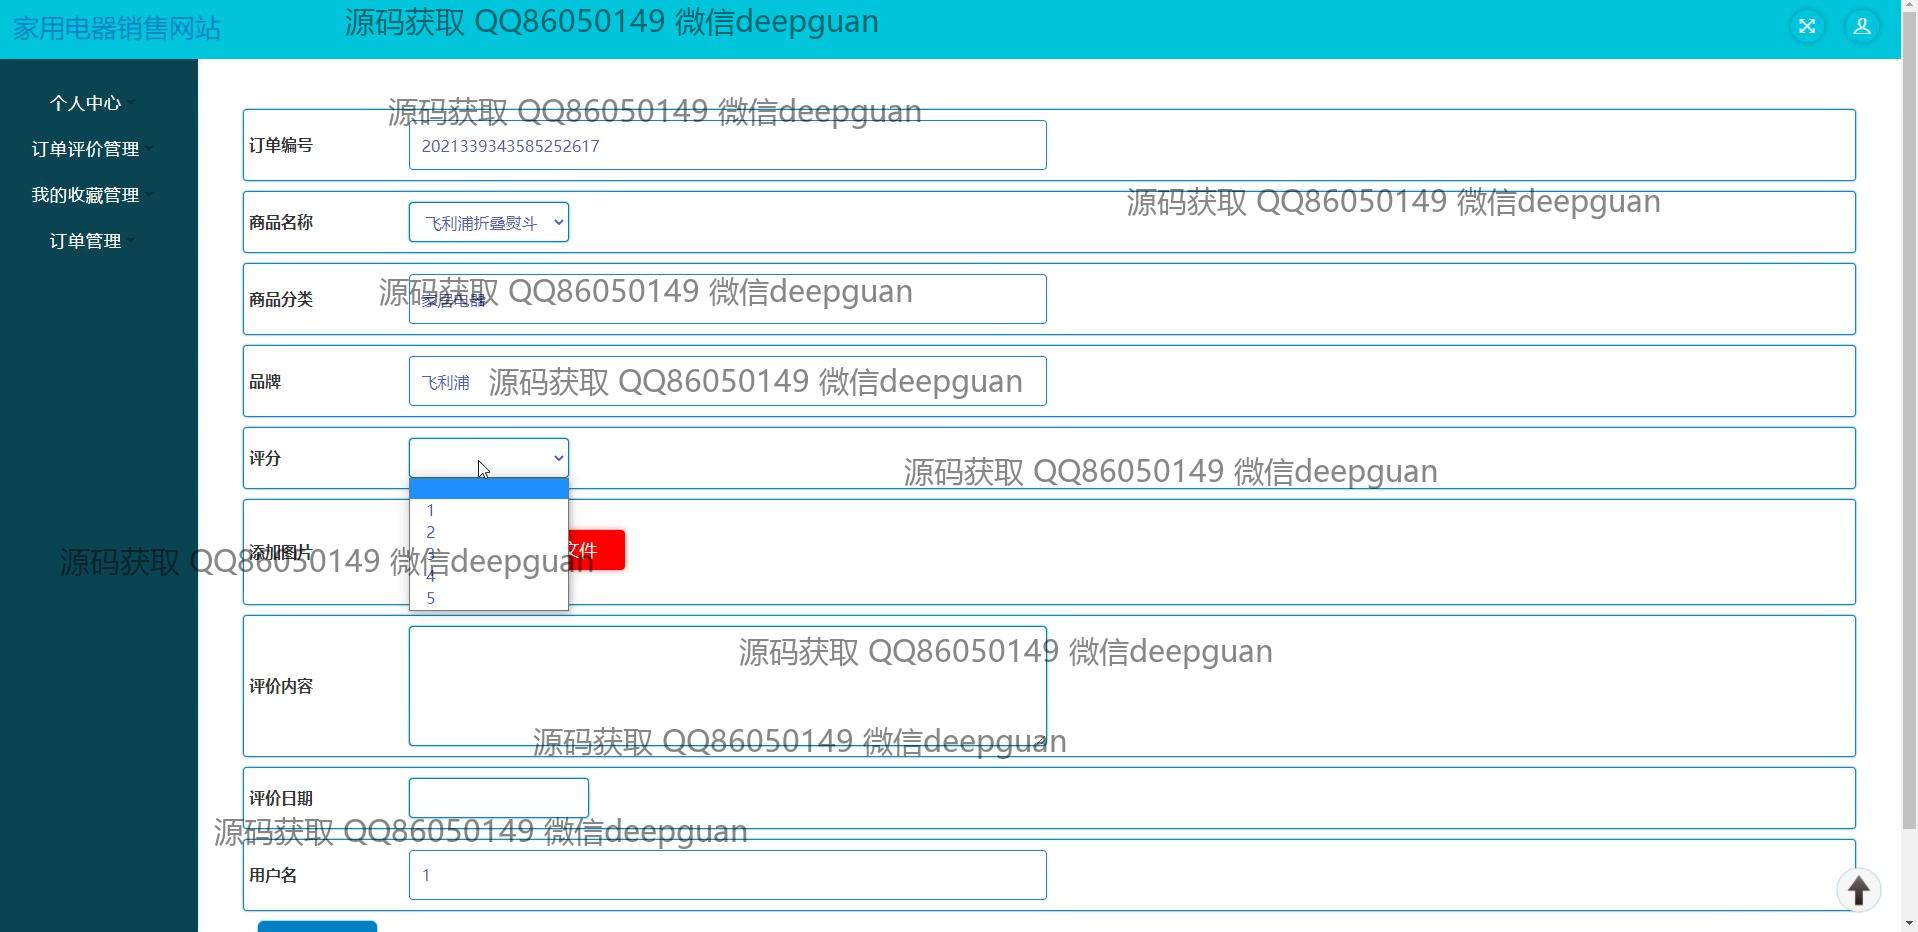 家用电器销售网站
源码获取 QQ86050149 微信deepguan
个人中心
订单评价管理
我的收藏管理
订单管理
源码获取 QQ86050149 微信deepguan
订单编号
2021339343585252617
源码获取 QQ86050149 微信deepguan
商品名称
飞利浦折叠熨斗
源码获取 QQ86050149 微信deepguan
商品分类
家居电器
品牌
飞利浦
源码获取 QQ86050149 微信deepguan
评分
源码获取 QQ86050149 微信deepguan
1
2
3
4
5
添加图片
文件
源码获取 QQ86050149 微信deepguan
源码获取 QQ86050149 微信deepguan
评价内容
源码获取 QQ86050149 微信deepguan
评价日期
源码获取 QQ86050149 微信deepguan
用户名
1